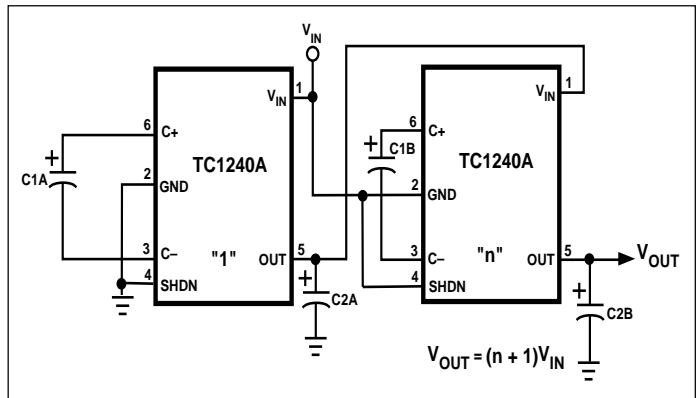 VIN
VIN
1
6
C+
TC1240A
+
C1A
2
GND
3
C–
"1"
OUT
5
4
SHDN
+
C2A
VIN
1
6
C+
+
C1B
TC1240A
2
GND
3
C–
"n"
OUT
5
VOUT
4
SHDN
+
C2B
VOUT = (n + 1)VIN